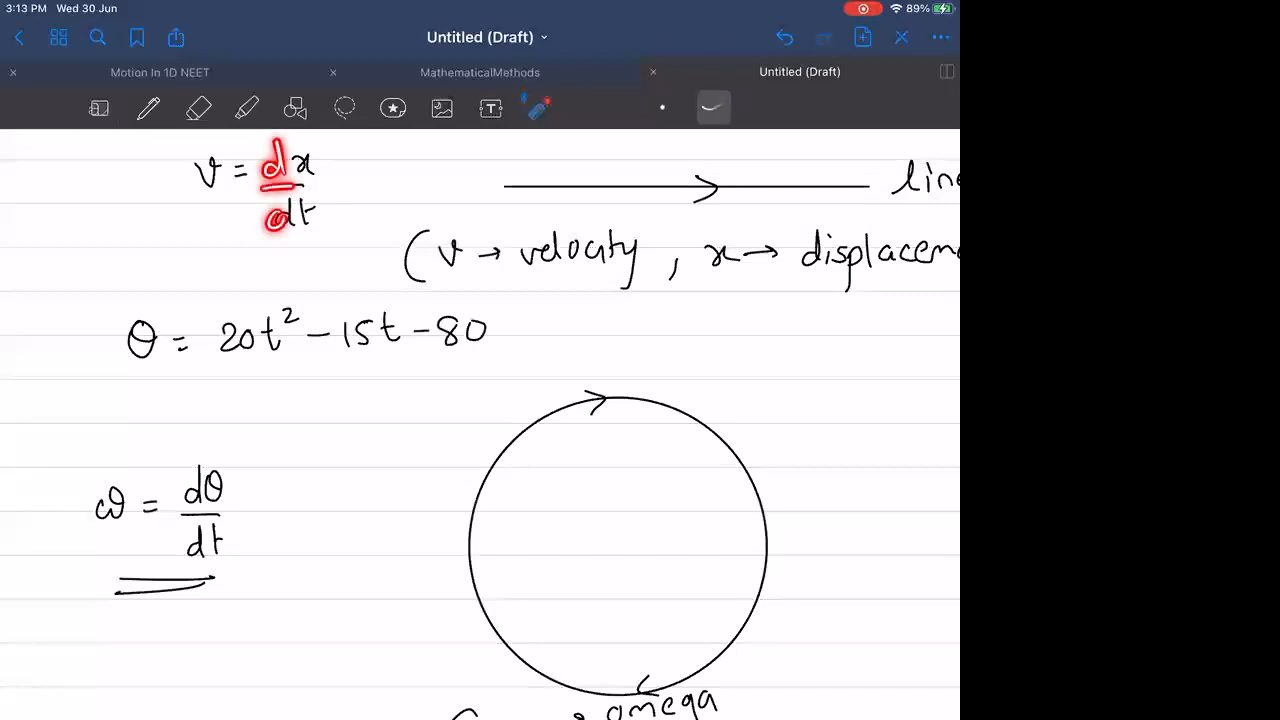 3:13 PM Wed 30 Jun 89%
Untitled (Draft)
Motion In 1D NEET MathematicalMethods Untitled (Draft)
v = dx/dt line
(v → velocity, x → displacem
θ = 20t² - 15t - 80
ω = dθ/dt
omega